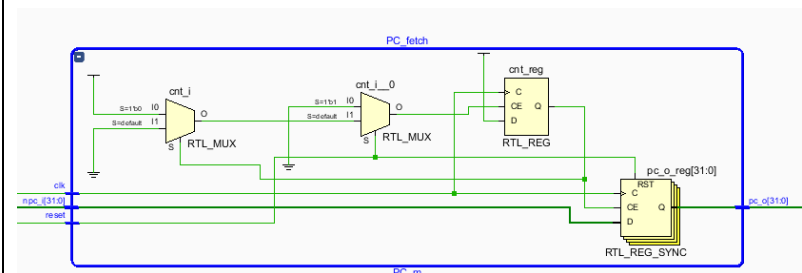 PC_fetch
cnt_i
cnt_i__0
cnt_reg
S=1'b0 I0
S=default I1
O
S
RTL_MUX
S=1'b1 I0
S=default I1
O
S
RTL_MUX
C
CE Q
D
RTL_REG
pc_o_reg[31:0]
clk
npc_i[31:0]
reset
RST
C
CE Q
D
RTL_REG_SYNC
pc_o[31:0]
PC_m